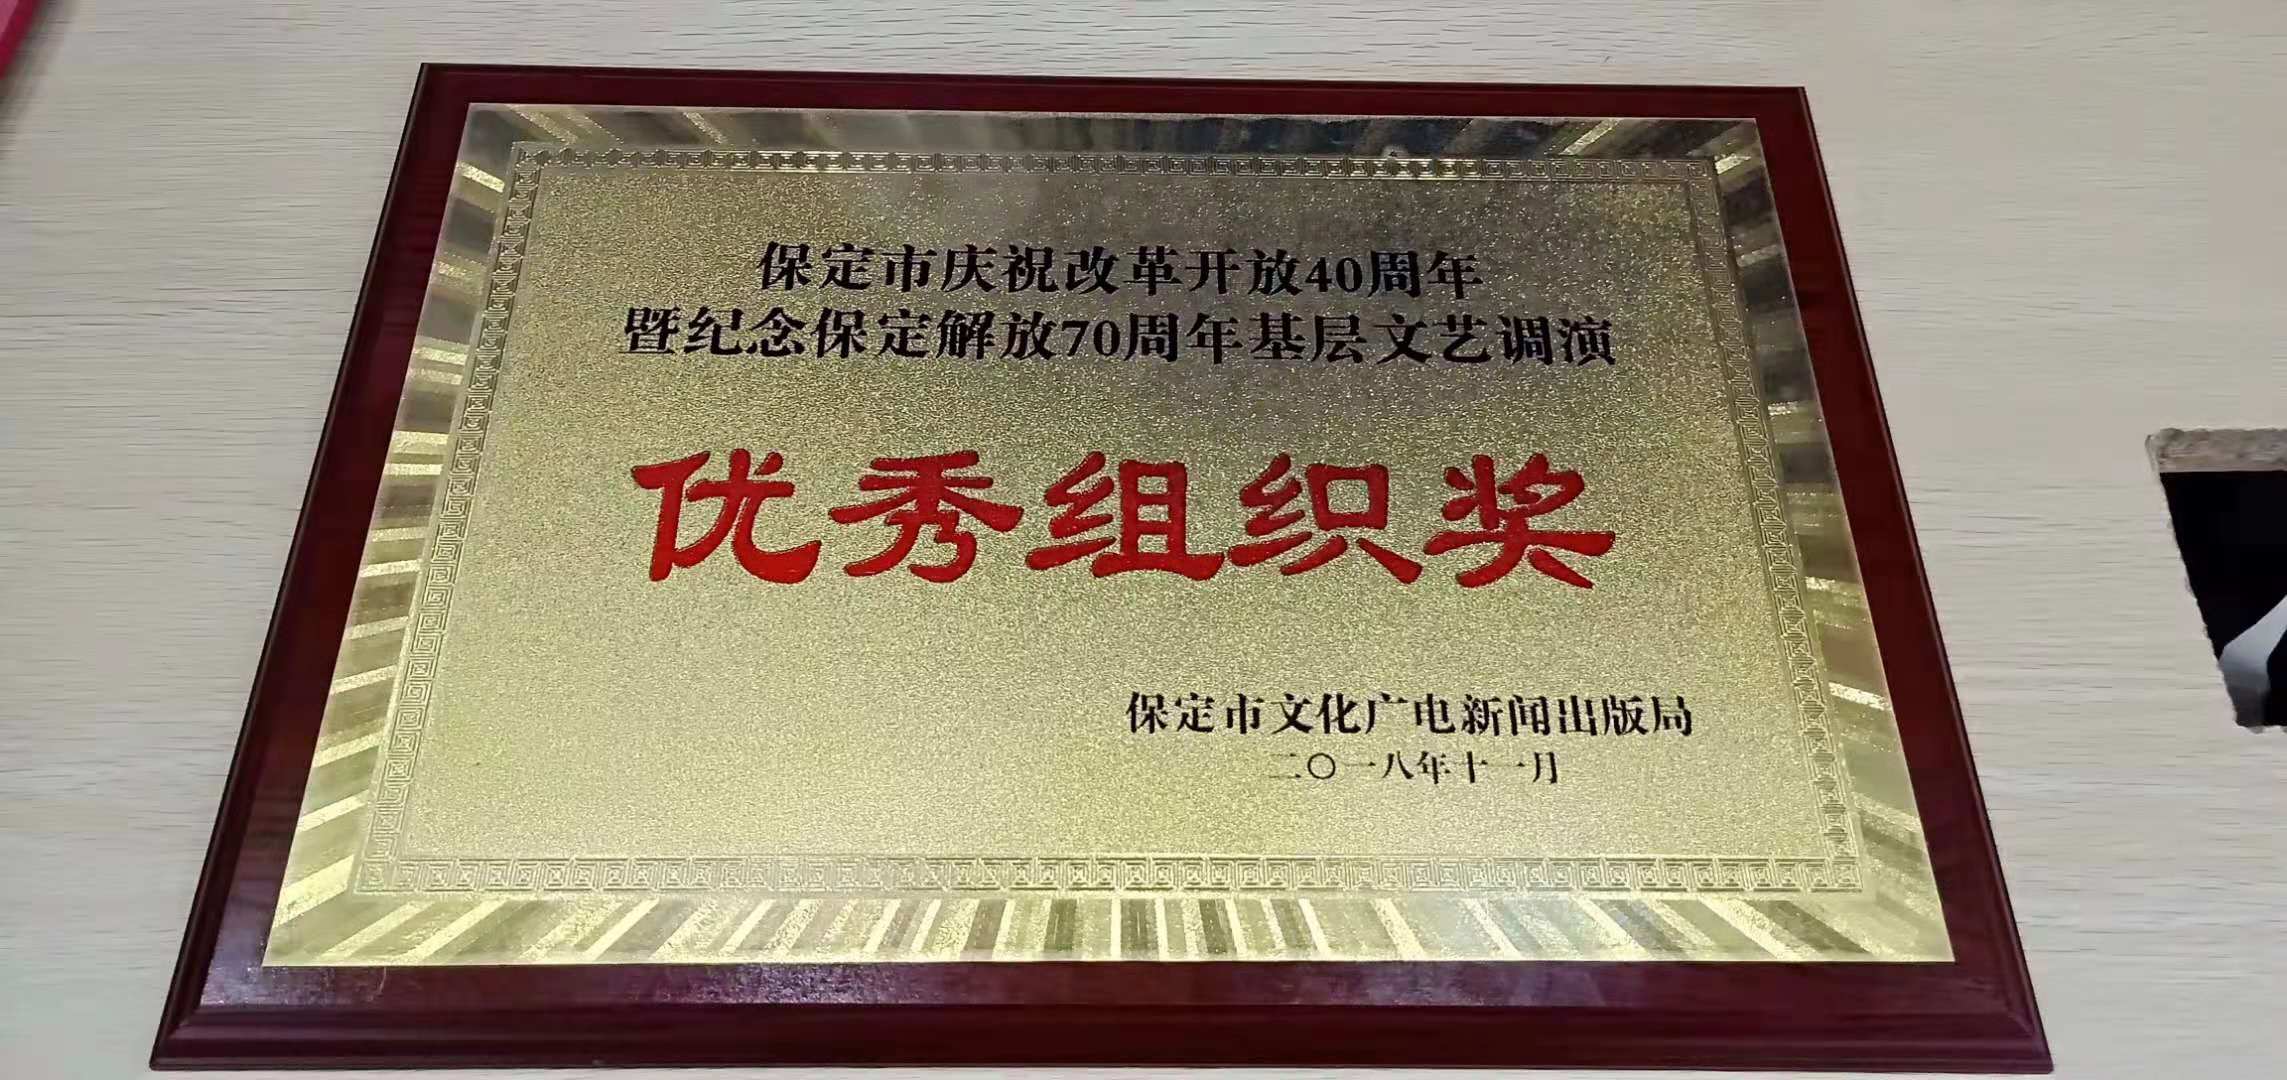 保定市庆祝改革开放40周年
暨纪念保定解放70周年基层文艺调演
优秀组织奖
保定市文化广电新闻出版局
二〇一八年十一月